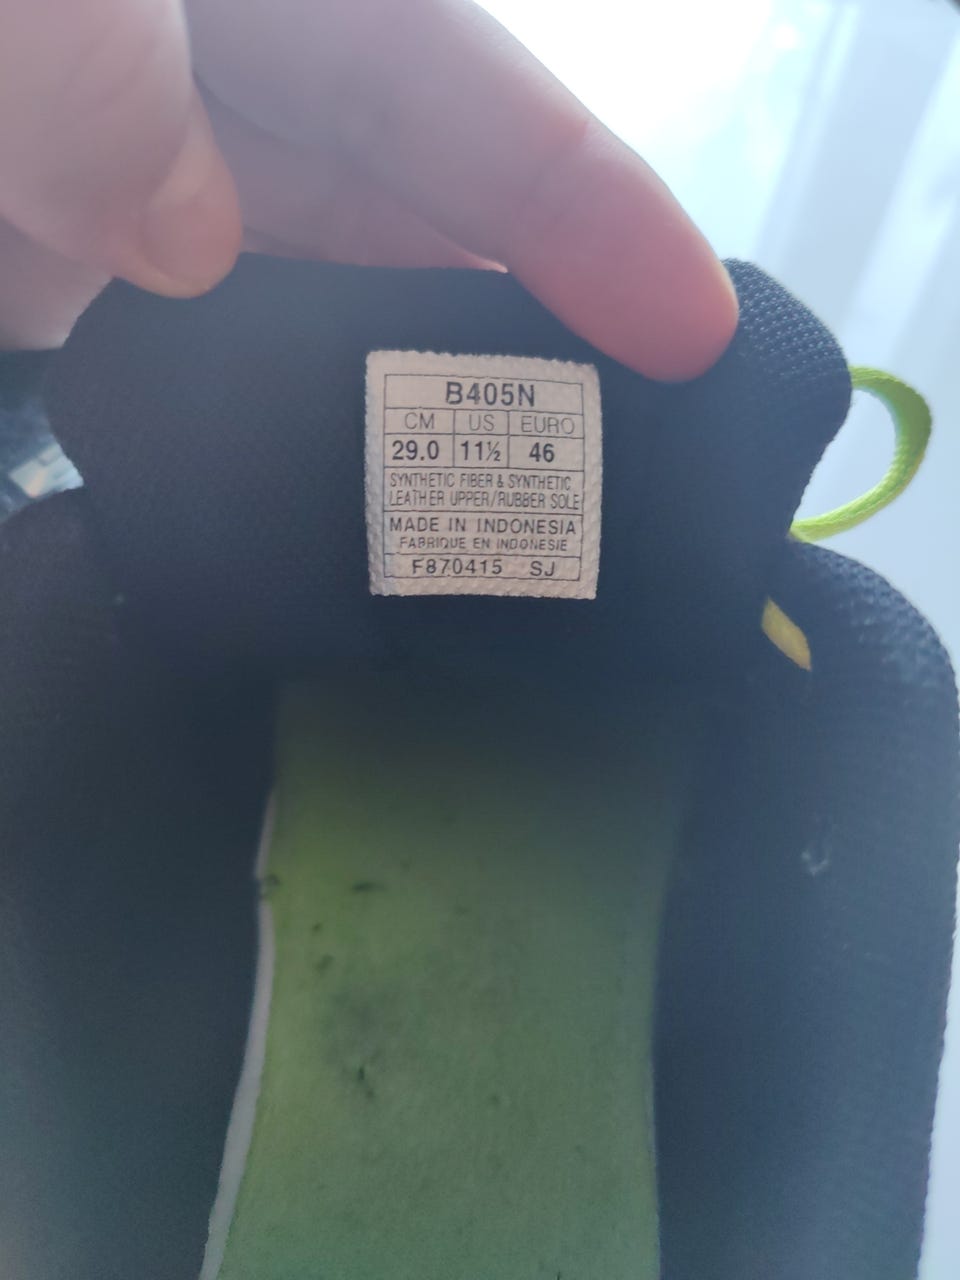 B405N
CM US EURO
29.0 11½ 46
SYNTHETIC FIBER & SYNTHETIC
LEATHER UPPER/RUBBER SOLE
MADE IN INDONESIA
FABRIQUE EN INDONESIE
F870415 SJ